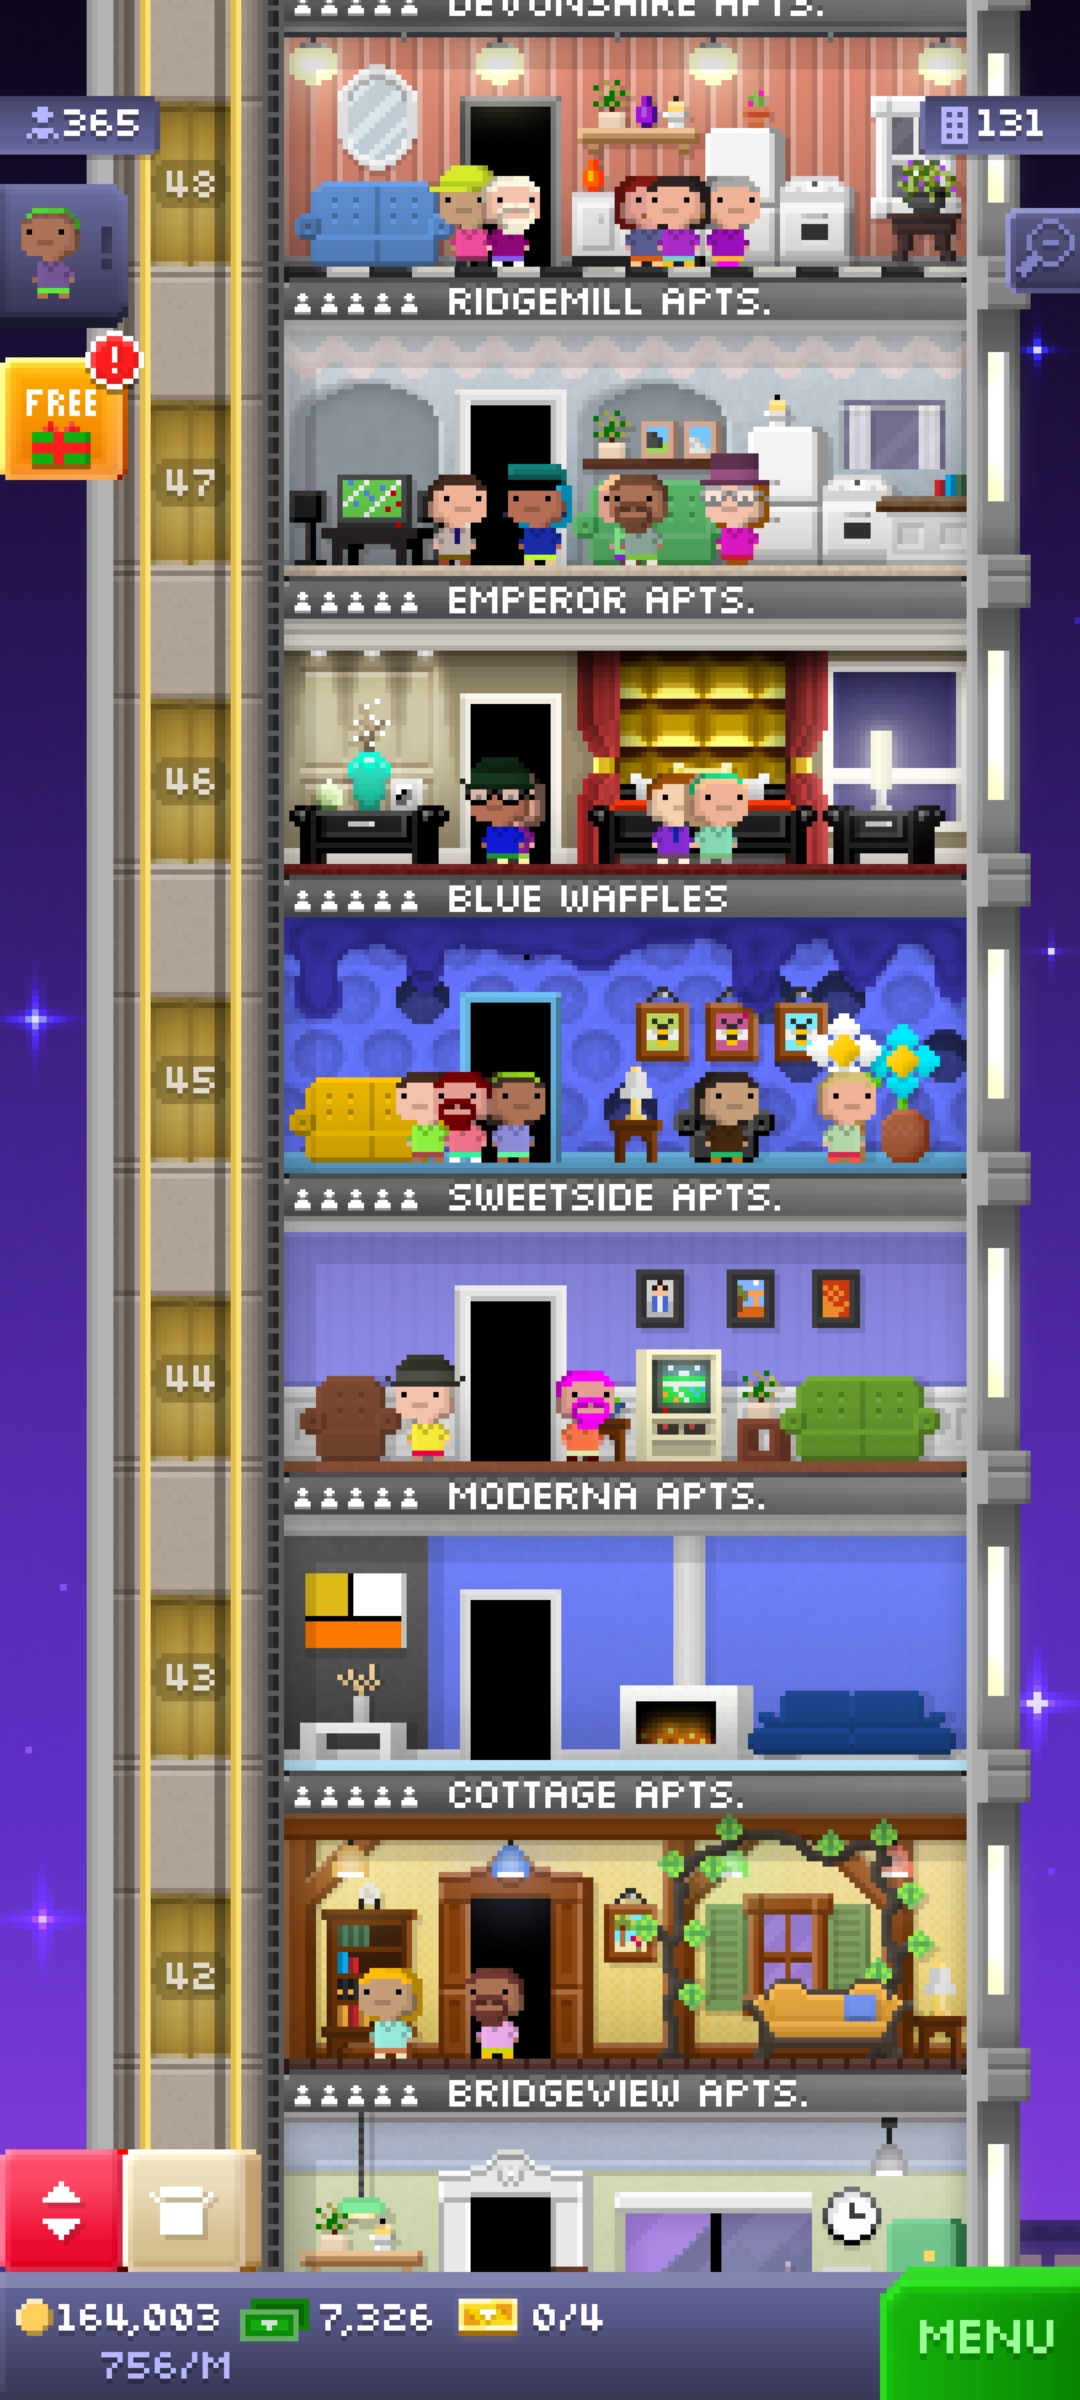 DEVONSHIRE APTS.
365
131
48
RIDGEMILL APTS.
FREE
!
47
EMPEROR APTS.
46
BLUE WAFFLES
45
SWEETSIDE APTS.
44
MODERNA APTS.
43
COTTAGE APTS.
42
BRIDGEVIEW APTS.
164,003
7,326
0/4
756/M
MENU